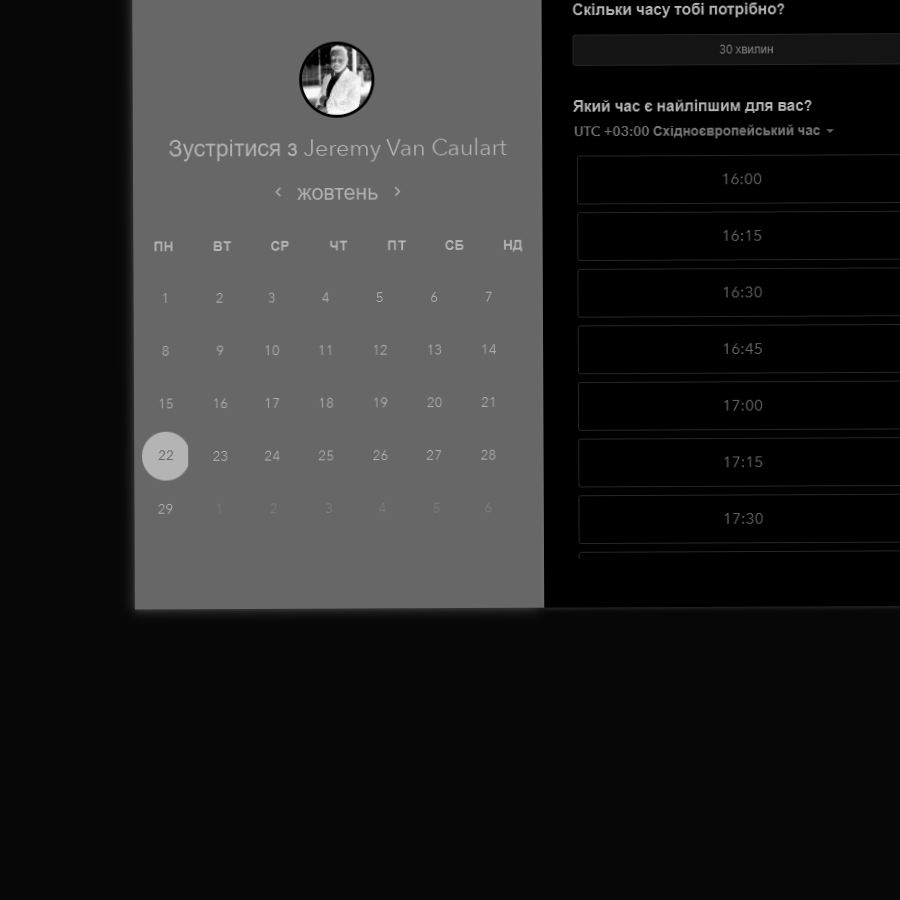 Зустрітися з Jeremy Van Caulart
жовтень
ПН ВТ СР ЧТ ПТ СБ НД
1 2 3 4 5 6 7
8 9 10 11 12 13 14
15 16 17 18 19 20 21
22 23 24 25 26 27 28
29 1 2 3 4 5 6
Скільки часу тобі потрібно?
30 хвилин
Який час є найліпшим для вас?
UTC +03:00 Східноєвропейський час
16:00
16:15
16:30
16:45
17:00
17:15
17:30